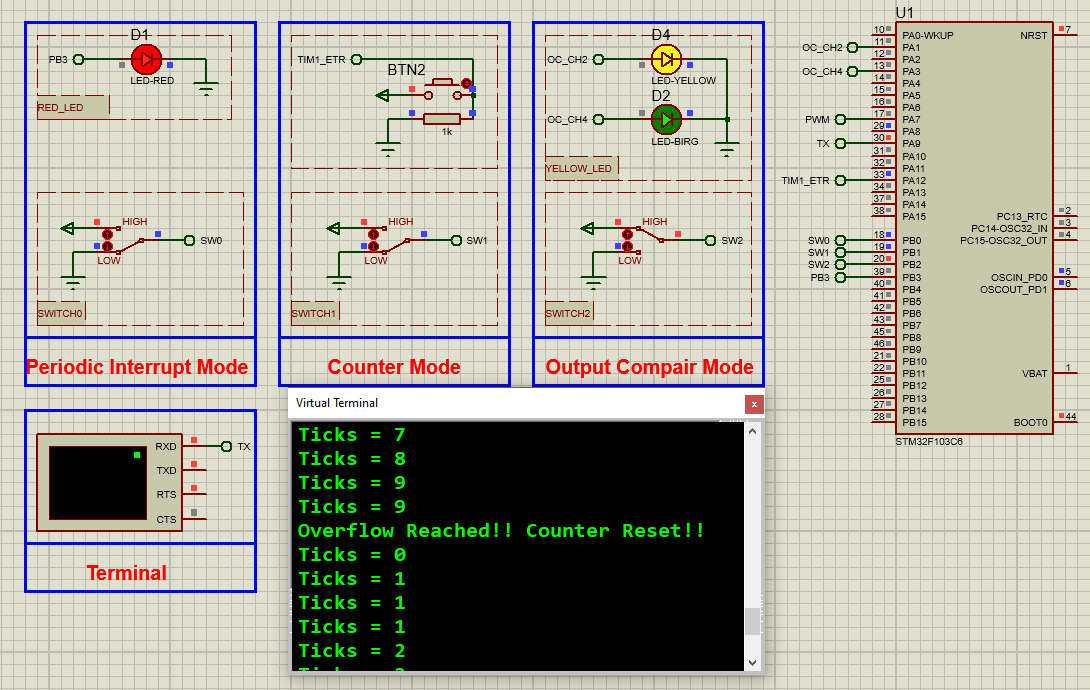 D1
PB3
LED-RED
RED_LED
HIGH
SW0
LOW
SWITCH0
Periodic Interrupt Mode
TIM1_ETR
BTN2
1k
HIGH
SW1
LOW
SWITCH1
Counter Mode
D4
OC_CH2
LED-YELLOW
D2
OC_CH4
LED-BIRG
YELLOW_LED
HIGH
SW2
LOW
SWITCH2
Output Compair Mode
RXD
TX
TXD
RTS
CTS
Terminal
Virtual Terminal
x
Ticks = 7
Ticks = 8
Ticks = 9
Ticks = 9
Overflow Reached!! Counter Reset!!
Ticks = 0
Ticks = 1
Ticks = 1
Ticks = 1
Ticks = 2
U1
10 PA0-WKUP
OC_CH2 11 PA1
12 PA2
OC_CH4 13 PA3
14 PA4
15 PA5
16 PA6
PWM 17 PA7
29 PA8
TX 30 PA9
31 PA10
32 PA11
TIM1_ETR 33 PA12
34 PA13
37 PA14
38 PA15
SW0 18 PB0
SW1 19 PB1
SW2 20 PB2
PB3 39 PB3
40 PB4
41 PB5
42 PB6
43 PB7
45 PB8
46 PB9
21 PB10
22 PB11
25 PB12
26 PB13
27 PB14
28 PB15
NRST 7
PC13_RTC 2
PC14-OSC32_IN 3
PC15-OSC32_OUT 4
OSCIN_PD0 5
OSCOUT_PD1 6
VBAT 1
BOOT0 44
STM32F103C6